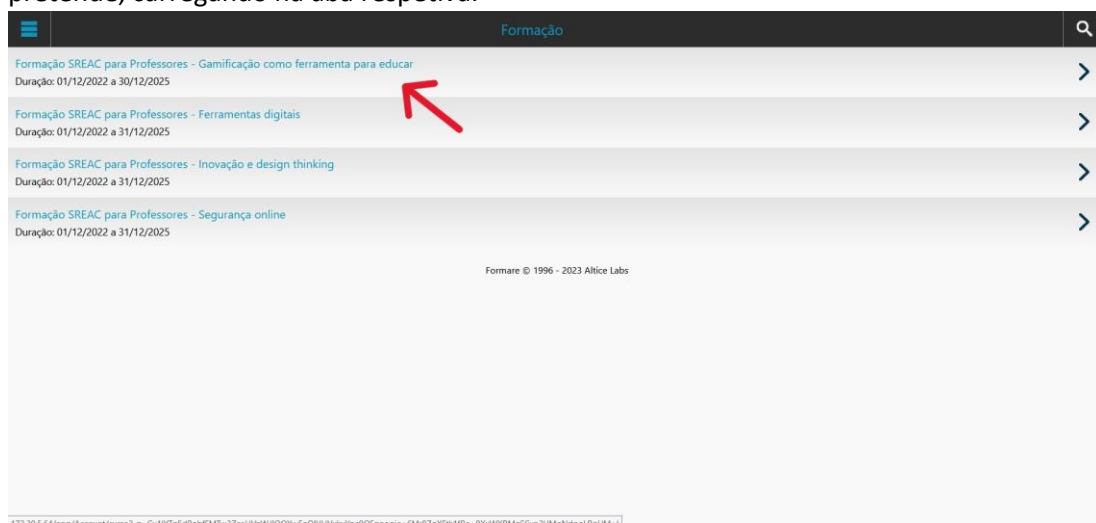 Formação
Formação SREAC para Professores - Gamificação como ferramenta para educar
Duração: 01/12/2022 a 30/12/2025
Formação SREAC para Professores - Ferramentas digitais
Duração: 01/12/2022 a 31/12/2025
Formação SREAC para Professores - Inovação e design thinking
Duração: 01/12/2022 a 31/12/2025
Formação SREAC para Professores - Segurança online
Duração: 01/12/2022 a 31/12/2025
Formare © 1996 - 2023 Altice Labs